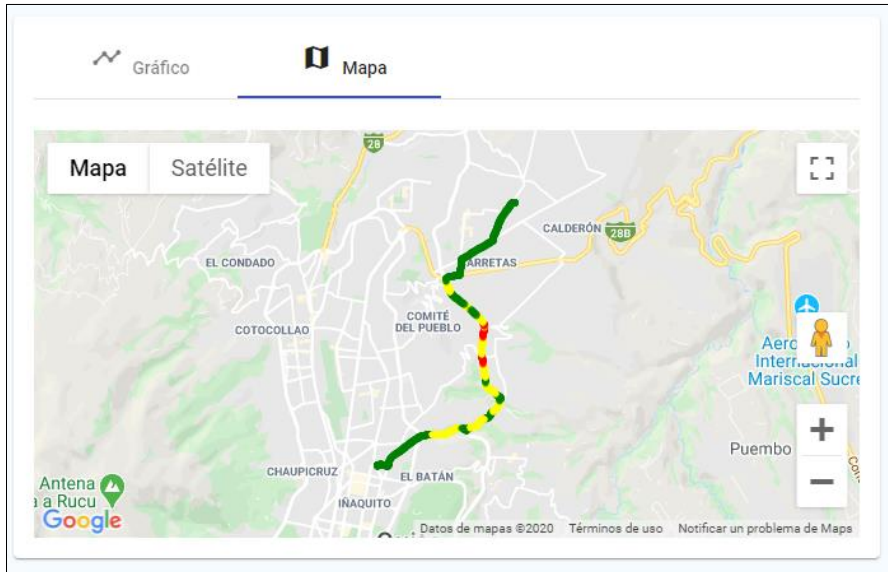 Gráfico
Mapa
Mapa
Satélite
28
CALDERÓN
28B
EL CONDADO
ARRETAS
COMITÉ
DEL PUEBLO
COTOCOLLAO
Aero
Internacional
Mariscal Sucre
Puembo
CHAUPICRUZ
EL BATÁN
Antena
a a Rucu
IÑAQUITO
Google
Datos de mapas ©2020
Términos de uso
Notificar un problema de Maps